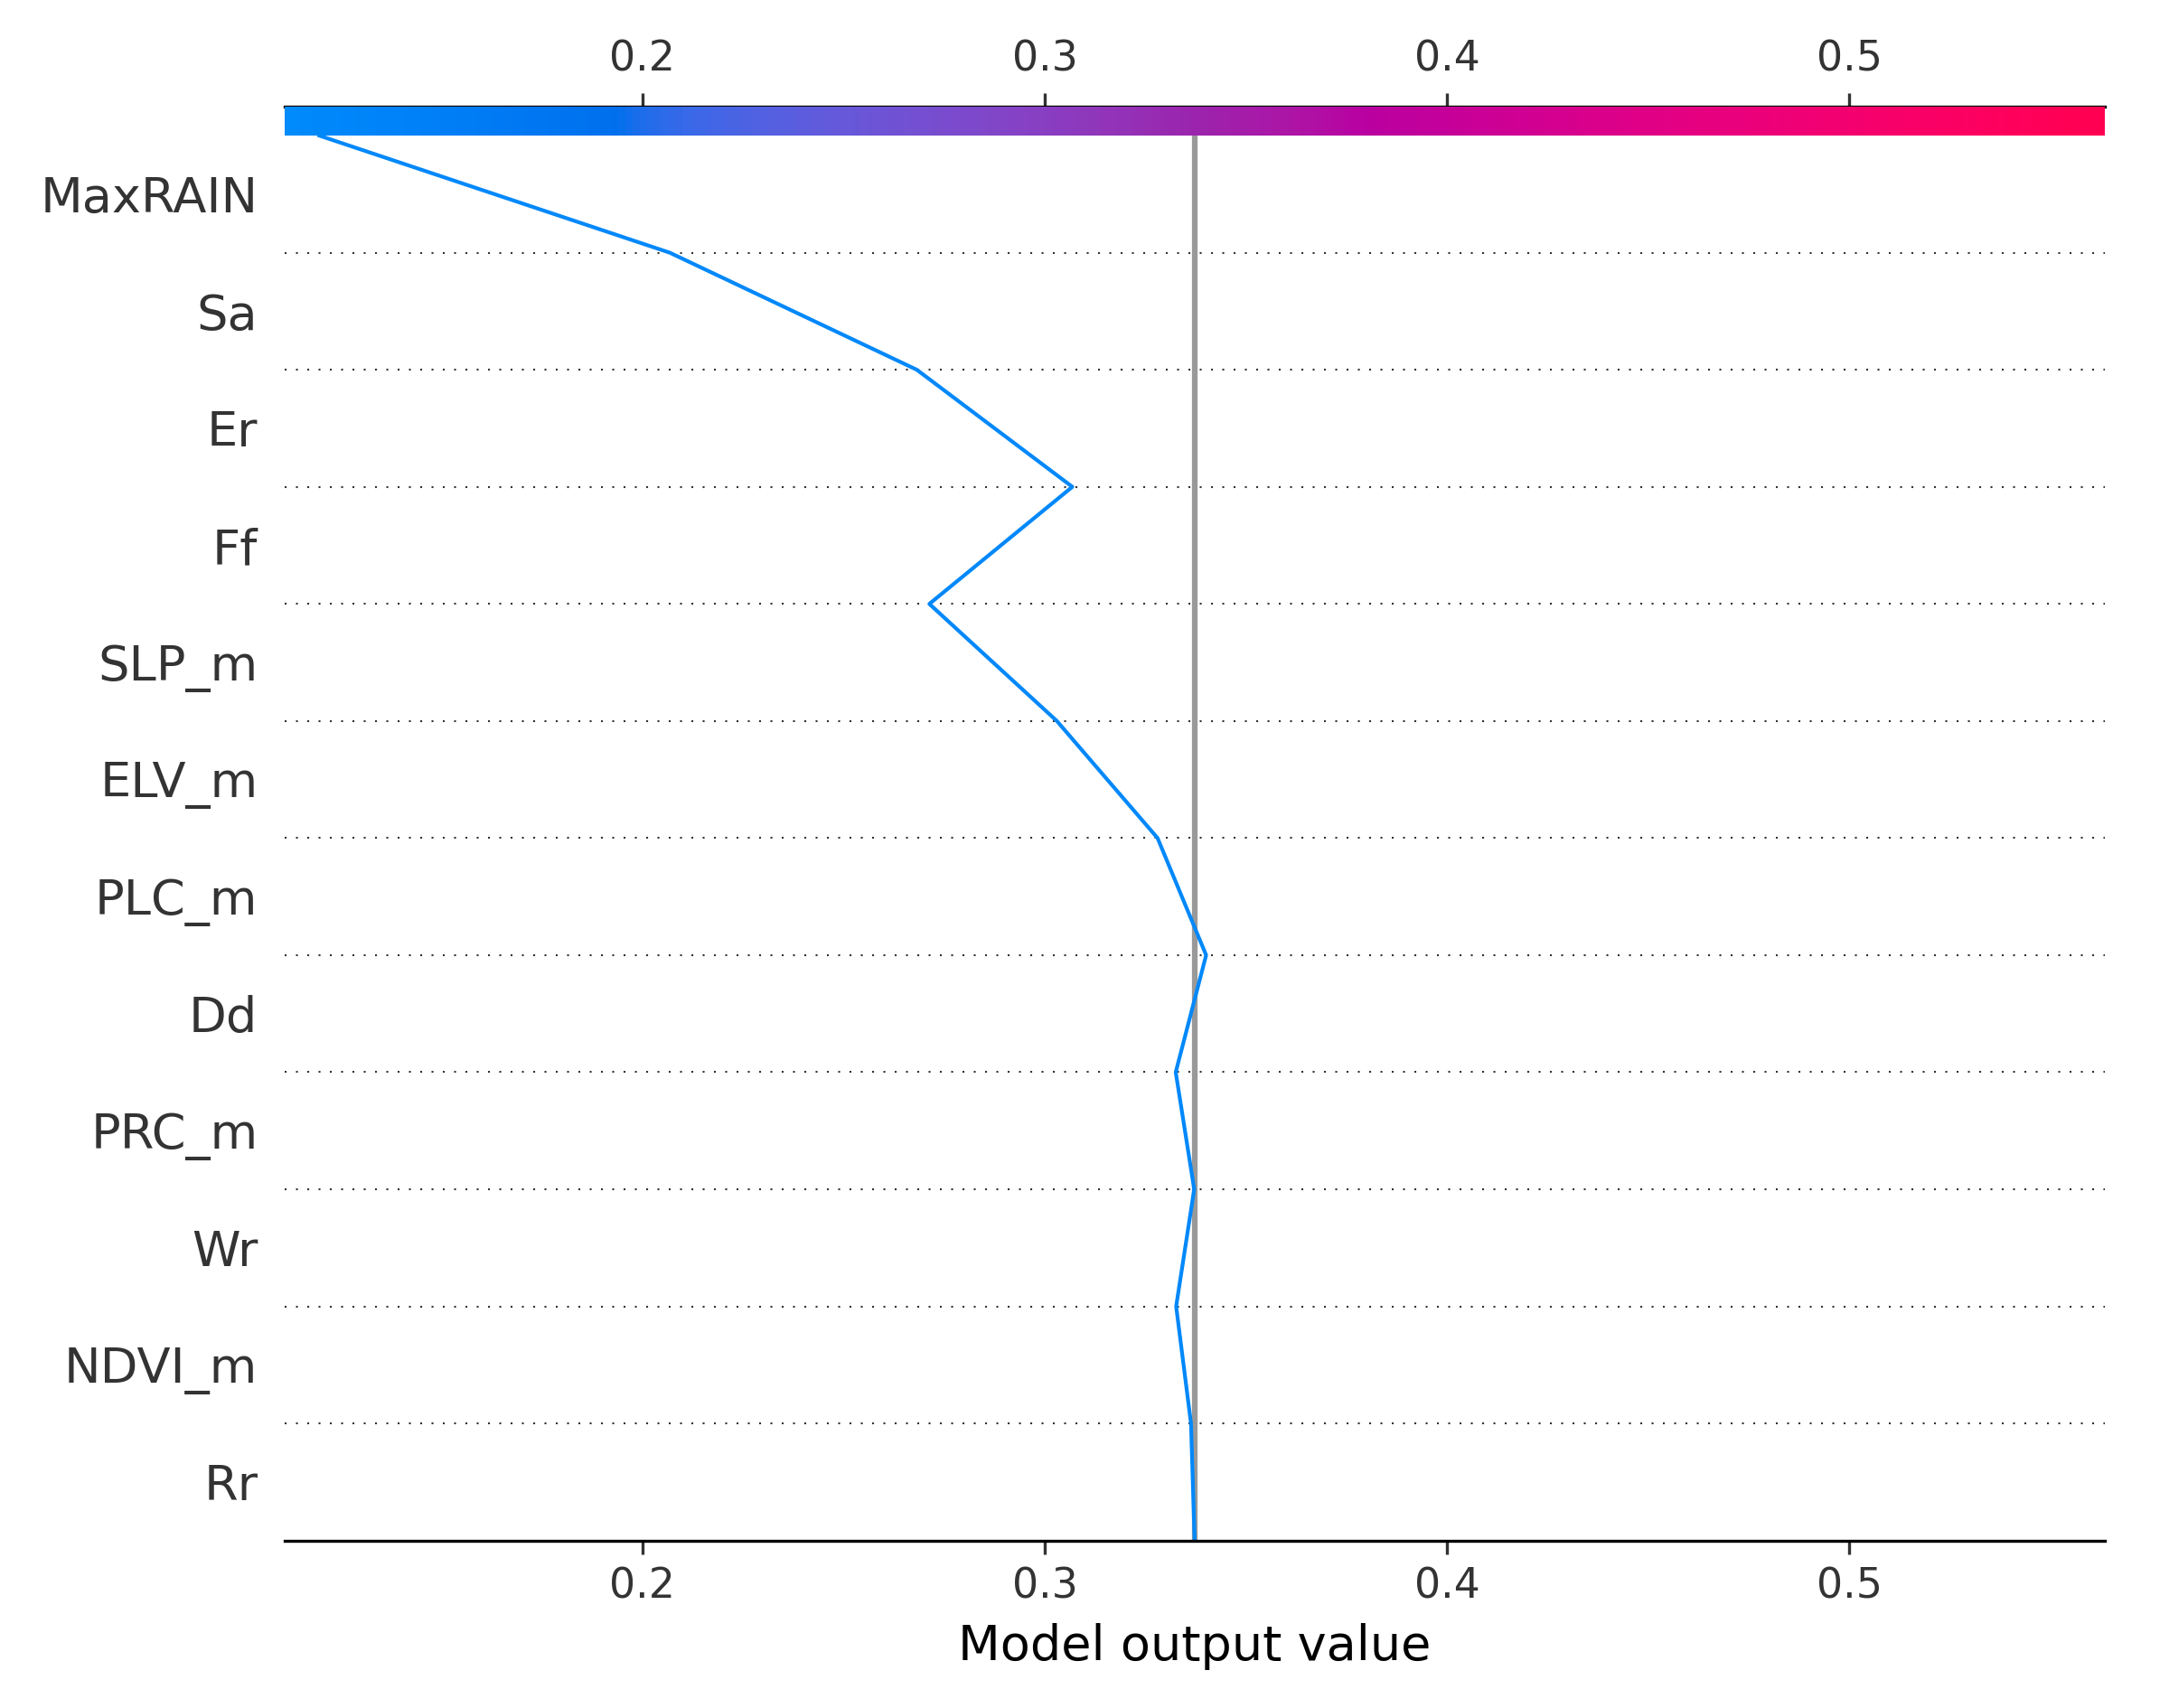 0.2 0.3 0.4 0.5
MaxRAIN
Sa
Er
Ff
SLP_m
ELV_m
PLC_m
Dd
PRC_m
Wr
NDVI_m
Rr
0.2 0.3 0.4 0.5
Model output value